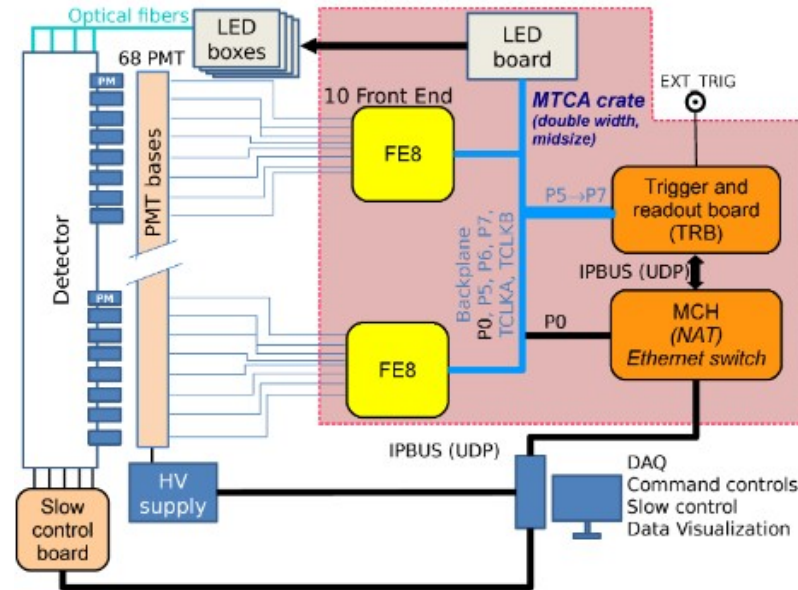 Optical fibers
LED
boxes
LED
board
68 PMT
EXT_TRIG
PM
10 Front End
MTCA crate
(double width,
midsize)
FE8
PMT bases
Detector
P5→P7
Trigger and
readout board
(TRB)
Backplane
P0, P5, P6, P7,
TCLKA, TCLKB
IPBUS (UDP)
PM
P0
MCH
(NAT)
Ethernet switch
FE8
IPBUS (UDP)
HV
supply
DAQ
Command controls
Slow control
Data Visualization
Slow
control
board